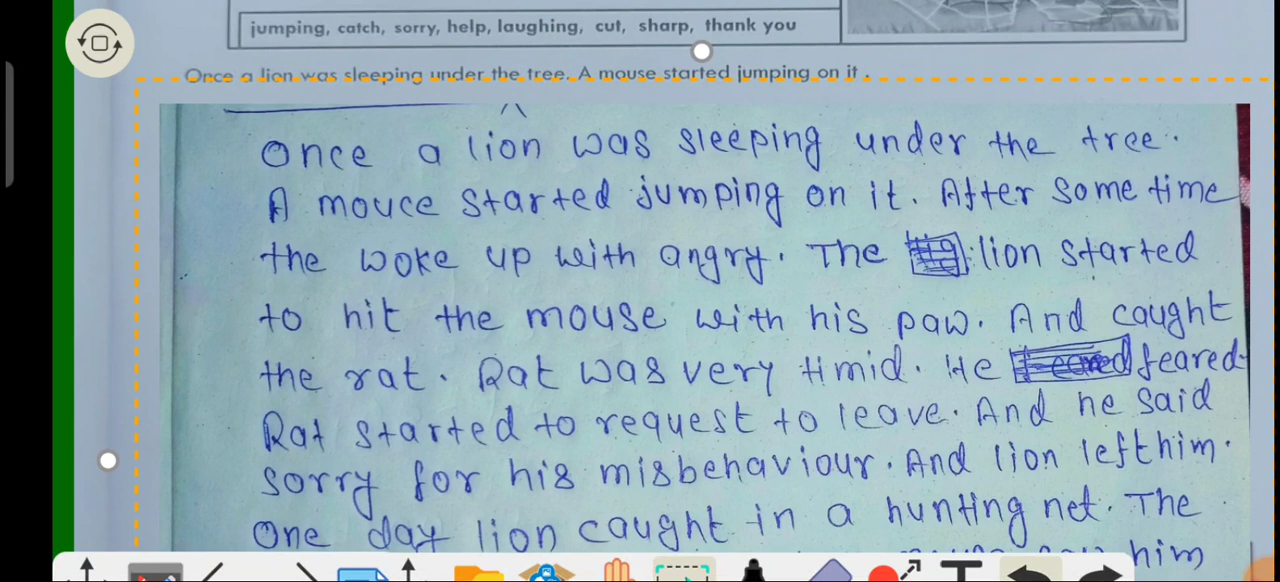 jumping, catch, sorry, help, laughing, cut, sharp, thank you
Once a lion was sleeping under the tree. A mouse started jumping on it .
Once a lion was sleeping under the tree.
A mouce started jumping on it. After some time
the woke up with angry. The lion started
to hit the mouse with his paw. And caught
the rat. Rat was very timid. He feared
Rat started to request to leave. And he said
sorry for his misbehaviour. And lion left him.
One day lion caught in a hunting net. The
him